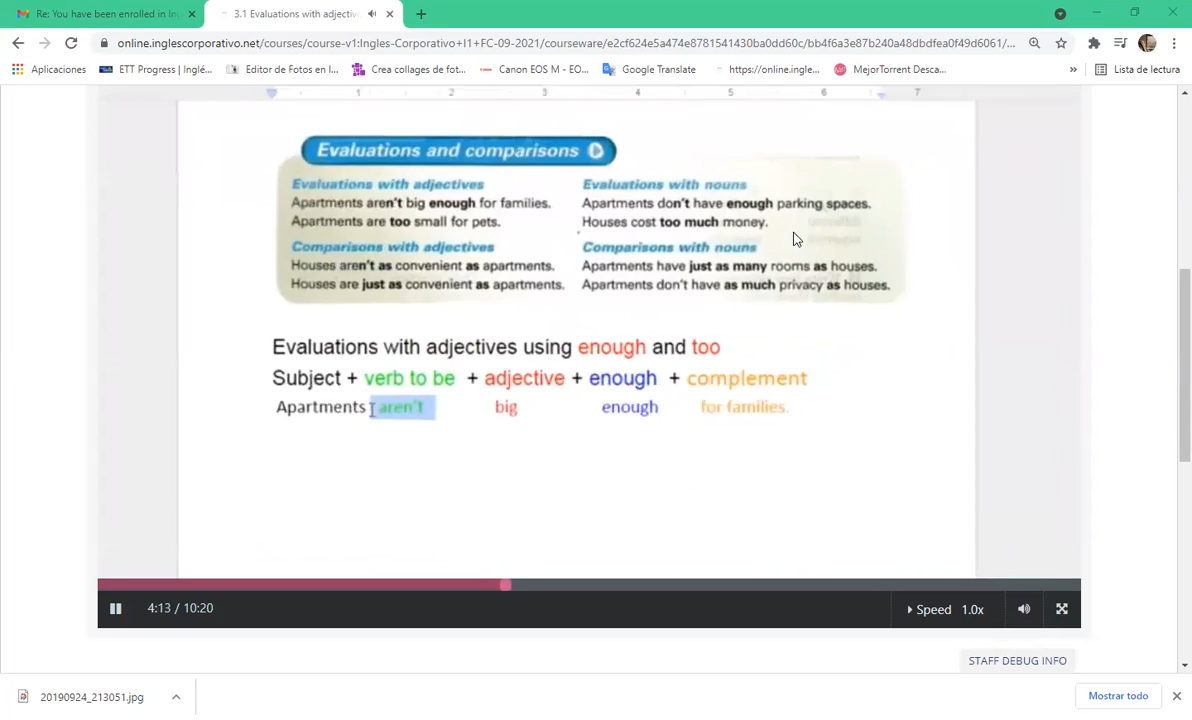 Re: You have been enrolled in In
3.1 Evaluations with adjectiv
online.inglescorporativo.net/courses/course-v1:Ingles-Corporativo+I1+FC-09-2021/courseware/e2cf624e5a474e8781541430ba0dd60c/bb4f6a3e87b240a48dbdfea0f49d6061/...
Aplicaciones
ETT Progress | Inglé...
Editor de Fotos en l...
Crea collages de fot...
Canon EOS M - EO...
Google Translate
https://online.ingle...
MejorTorrent Desca...
»
Lista de lectura
1 2 3 4 5 6 7
Evaluations and comparisons
Evaluations with adjectives
Apartments aren't big enough for families.
Apartments are too small for pets.
Comparisons with adjectives
Houses aren't as convenient as apartments.
Houses are just as convenient as apartments.
Evaluations with nouns
Apartments don't have enough parking spaces.
Houses cost too much money.
Comparisons with nouns
Apartments have just as many rooms as houses.
Apartments don't have as much privacy as houses.
Evaluations with adjectives using enough and too
Subject + verb to be + adjective + enough + complement
Apartments aren't big enough for families.
4:13 / 10:20
Speed 1.0x
STAFF DEBUG INFO
20190924_213051.jpg
Mostrar todo